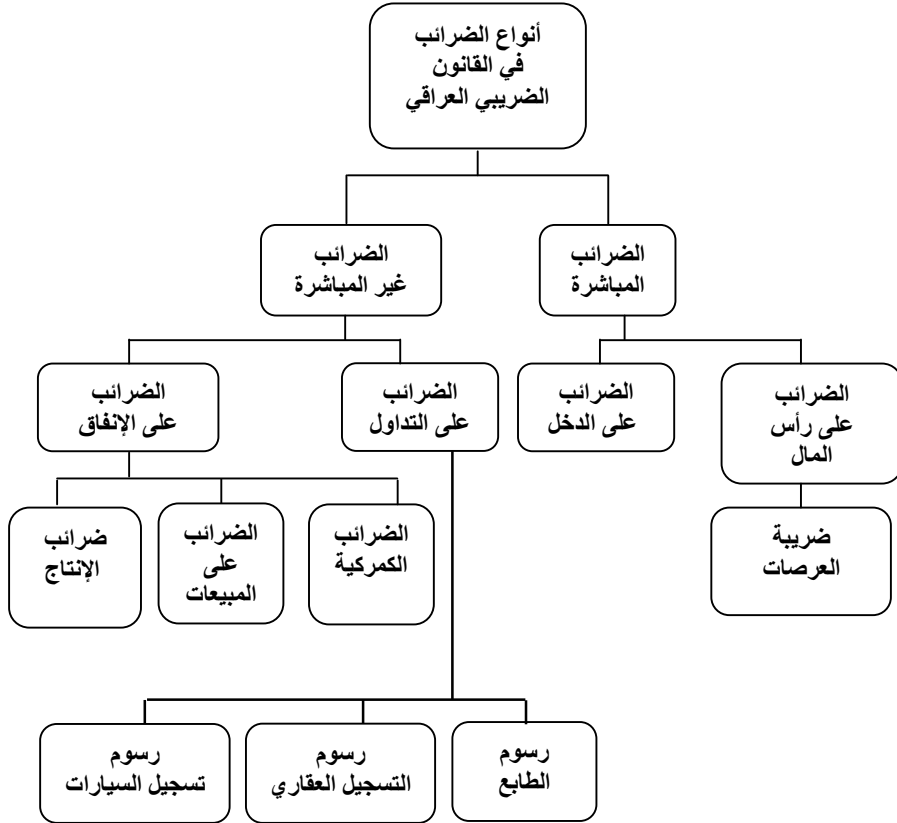 أنواع الضرائب
في القانون
الضريبي العراقي
الضرائب
المباشرة
الضرائب
غير المباشرة
الضرائب
على رأس
المال
الضرائب
على الدخل
الضرائب
على التداول
الضرائب
على الإنفاق
ضريبة
العرصات
الضرائب
الكمركية
الضرائب
على
المبيعات
ضرائب
الإنتاج
رسوم
الطابع
رسوم
التسجيل العقاري
رسوم
تسجيل السيارات